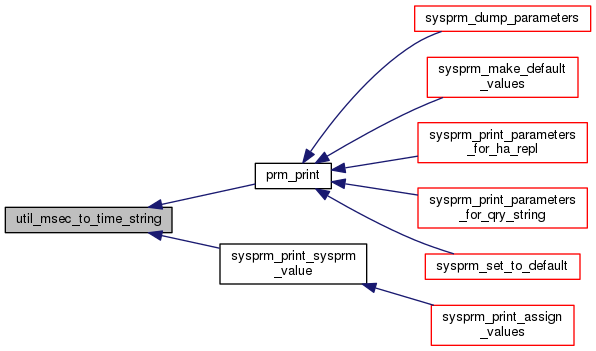 sysprm_dump_parameters
sysprm_make_default
_values
sysprm_print_parameters
_for_ha_repl
prm_print
sysprm_print_parameters
_for_qry_string
util_msec_to_time_string
sysprm_print_sysprm
_value
sysprm_set_to_default
sysprm_print_assign
_values